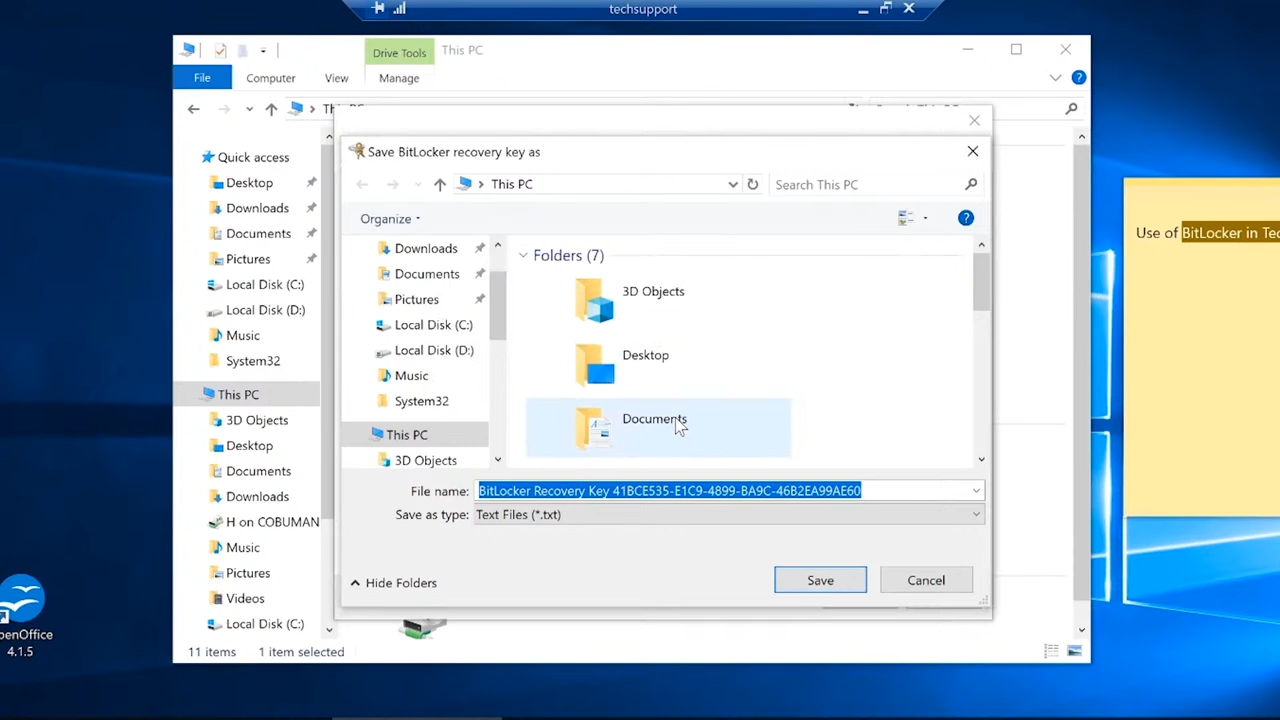 techsupport
Drive Tools
This PC
File
Computer
View
Manage
Save BitLocker recovery key as
This PC
Search This PC
Organize
Quick access
Desktop
Downloads
Documents
Pictures
Local Disk (C:)
Local Disk (D:)
Music
System32
This PC
3D Objects
Desktop
Documents
Downloads
H on COBUMAN
Music
Pictures
Videos
Local Disk (C:)
Downloads
Documents
Pictures
Local Disk (C:)
Local Disk (D:)
Music
System32
This PC
3D Objects
Folders (7)
3D Objects
Desktop
Documents
File name:
BitLocker Recovery Key 41BCE535-E1C9-4899-BA9C-46B2EA99AE60
Save as type:
Text Files (*.txt)
Hide Folders
Save
Cancel
11 items
1 item selected
Use of BitLocker in Tec
penOffice
4.1.5